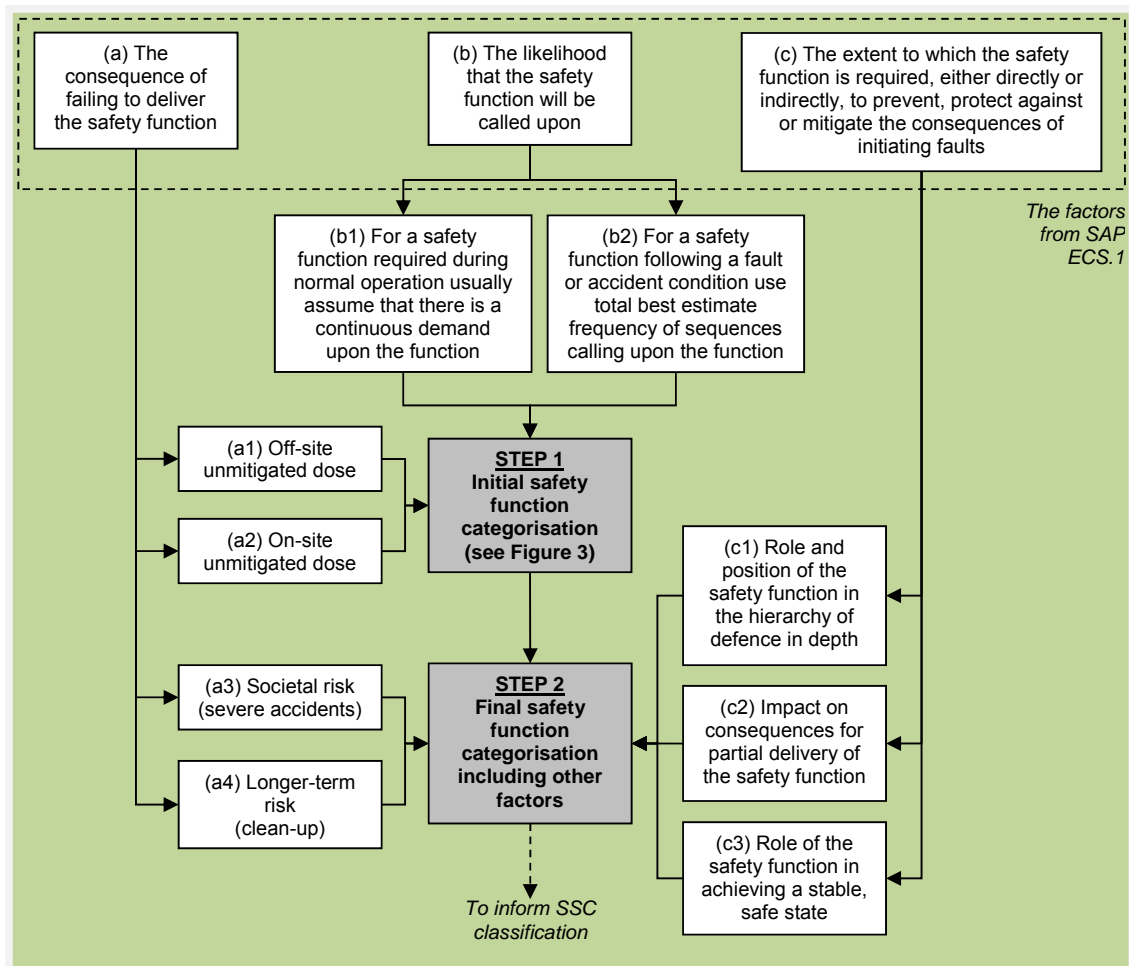 (a) The
consequence of
failing to deliver
the safety function
(b) The likelihood
that the safety
function will be
called upon
(c) The extent to which the safety
function is required, either directly or
indirectly, to prevent, protect against
or mitigate the consequences of
initiating faults
The factors
from SAP
ECS.1
(b1) For a safety
function required during
normal operation usually
assume that there is a
continuous demand
upon the function
(b2) For a safety
function following a fault
or accident condition use
total best estimate
frequency of sequences
calling upon the function
(a1) Off-site
unmitigated dose
(a2) On-site
unmitigated dose
STEP 1
Initial safety
function
categorisation
(see Figure 3)
(c1) Role and
position of the
safety function in
the hierarchy of
defence in depth
(a3) Societal risk
(severe accidents)
(a4) Longer-term
risk
(clean-up)
STEP 2
Final safety
function
categorisation
including other
factors
(c2) Impact on
consequences for
partial delivery of
the safety function
(c3) Role of the
safety function in
achieving a stable,
safe state
To inform SSC
classification